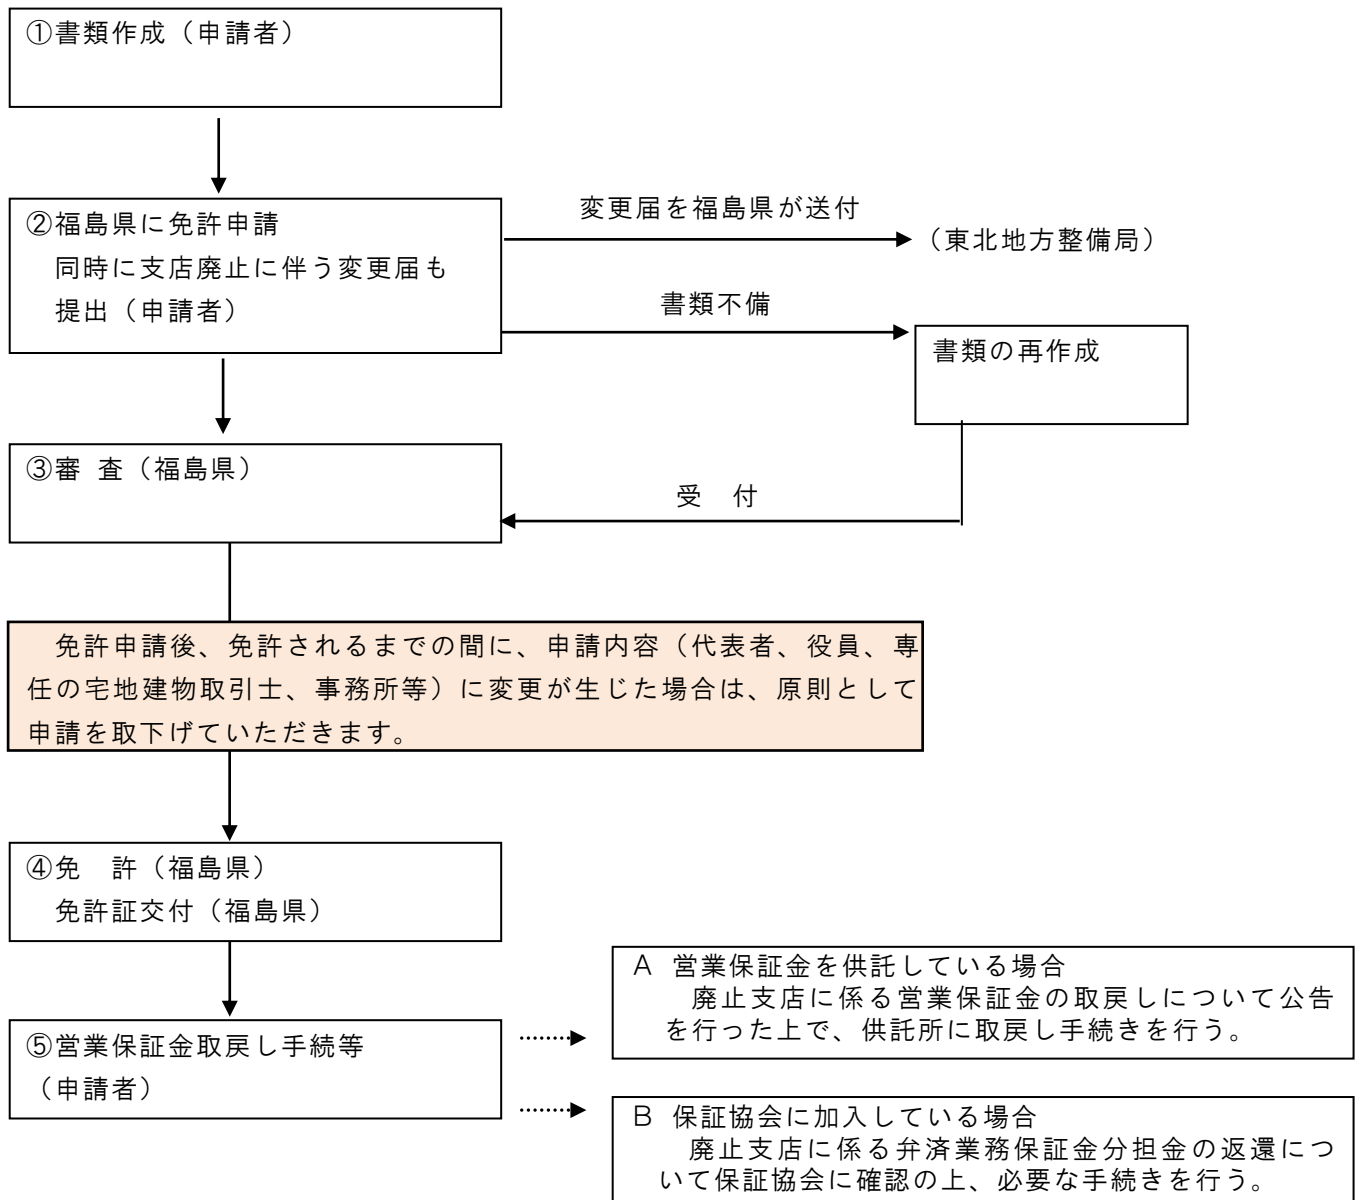 ①書類作成（申請者）
②福島県に免許申請
同時に支店廃止に伴う変更届も
提出（申請者）
変更届を福島県が送付
（東北地方整備局）
書類不備
書類の再作成
③審 査（福島県）
受　付
免許申請後、免許されるまでの間に、申請内容（代表者、役員、専
任の宅地建物取引士、事務所等）に変更が生じた場合は、原則として
申請を取下げていただきます。
④免　許（福島県）
免許証交付（福島県）
⑤営業保証金取戻し手続等
（申請者）
A 営業保証金を供託している場合
廃止支店に係る営業保証金の取戻しについて公告
を行った上で、供託所に取戻し手続きを行う。
B 保証協会に加入している場合
廃止支店に係る弁済業務保証金分担金の返還につ
いて保証協会に確認の上、必要な手続きを行う。